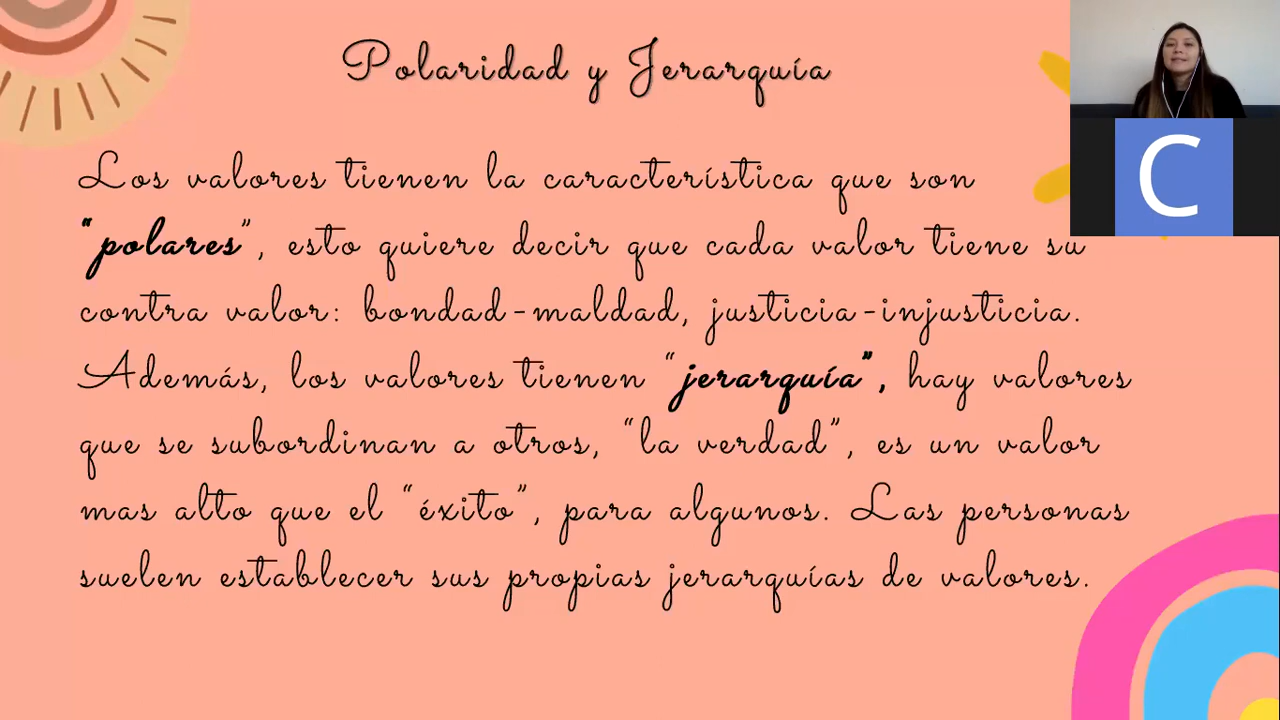 Polaridad y Jerarquía
Los valores tienen la característica que son
"polares", esto quiere decir que cada valor tiene su
contra valor: bondad-maldad, justicia-injusticia.
Además, los valores tienen "jerarquía", hay valores
que se subordinan a otros, "la verdad", es un valor
mas alto que el "éxito", para algunos. Las personas
suelen establecer sus propias jerarquías de valores.
C